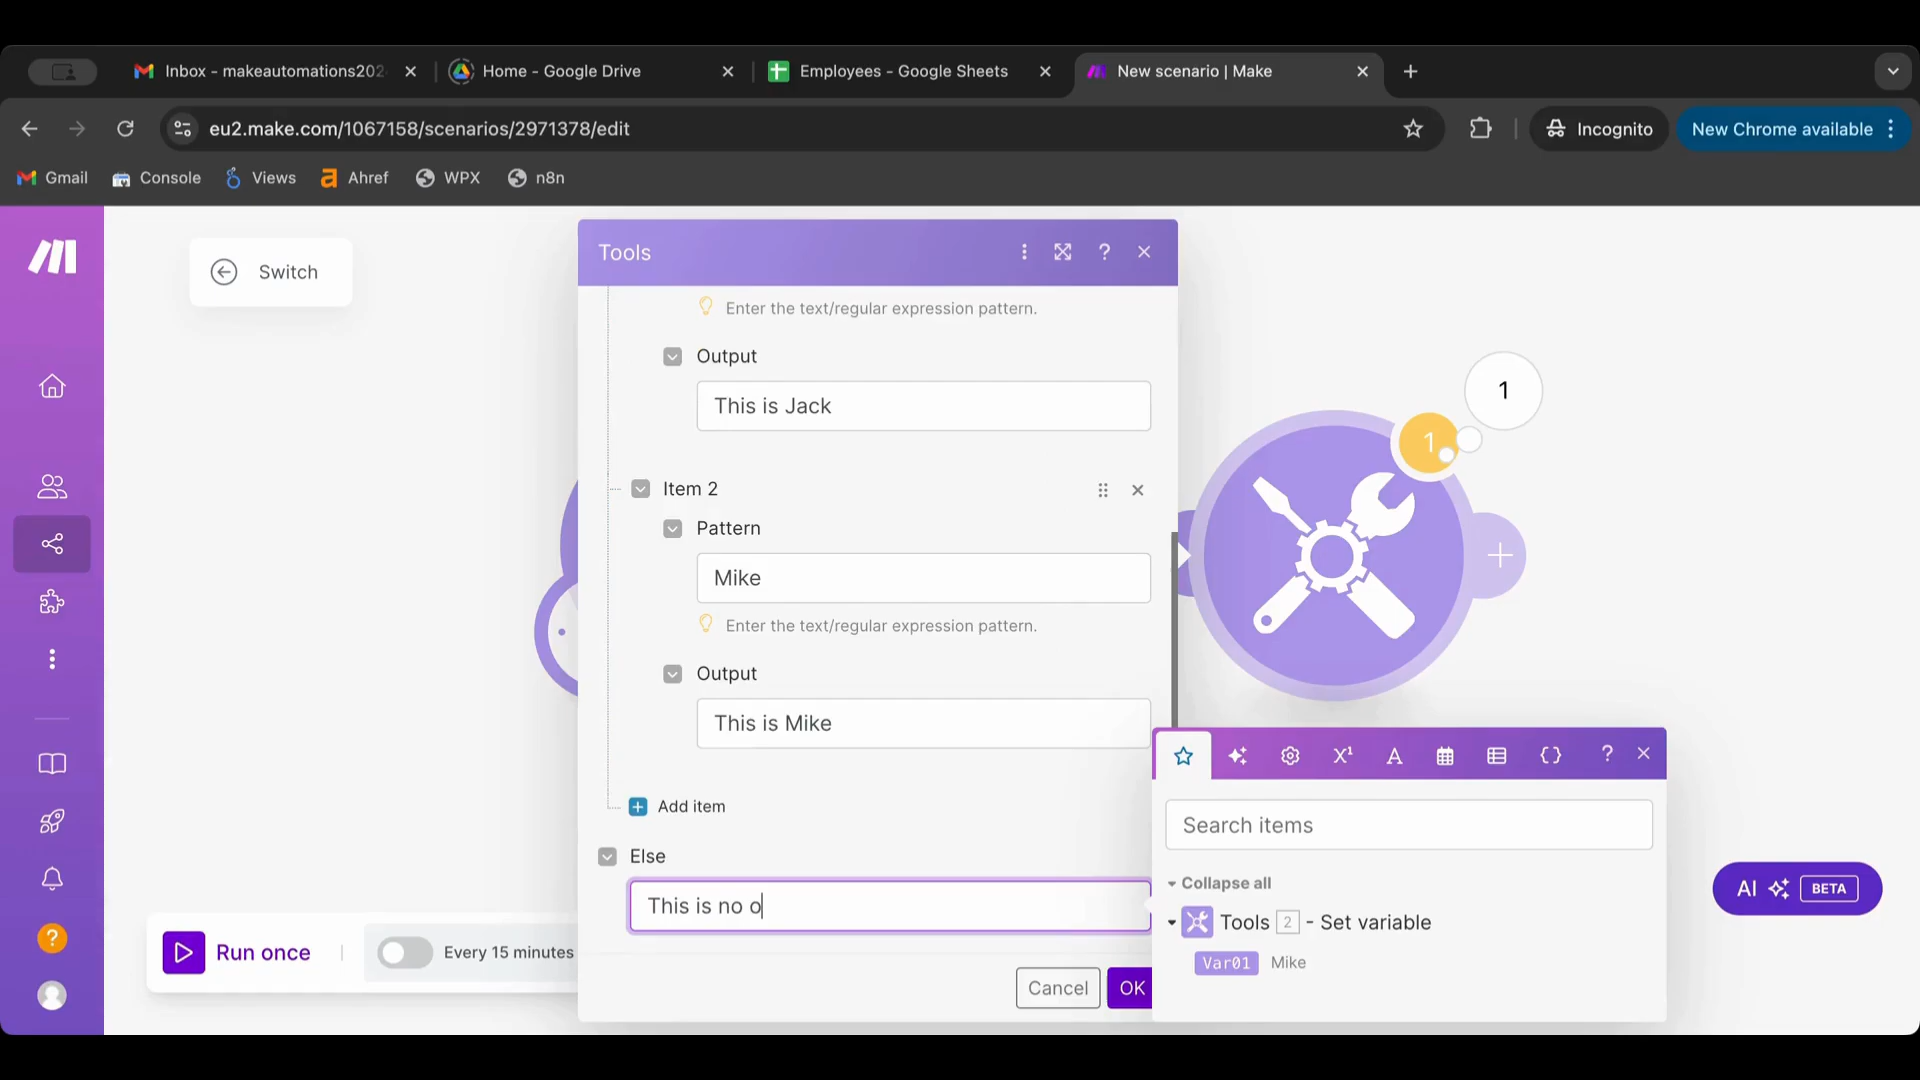 Inbox - makeautomations202
Home - Google Drive
Employees - Google Sheets
New scenario | Make
eu2.make.com/1067158/scenarios/2971378/edit
Incognito
New Chrome available
Gmail
Console
Views
Ahref
WPX
n8n
Switch
Tools
Enter the text/regular expression pattern.
Output
This is Jack
Item 2
Pattern
Mike
Enter the text/regular expression pattern.
Output
This is Mike
Add item
Else
This is no o
Cancel
OK
1
1
Search items
Collapse all
Tools 2 - Set variable
Var01 Mike
Run once
Every 15 minutes
AI BETA